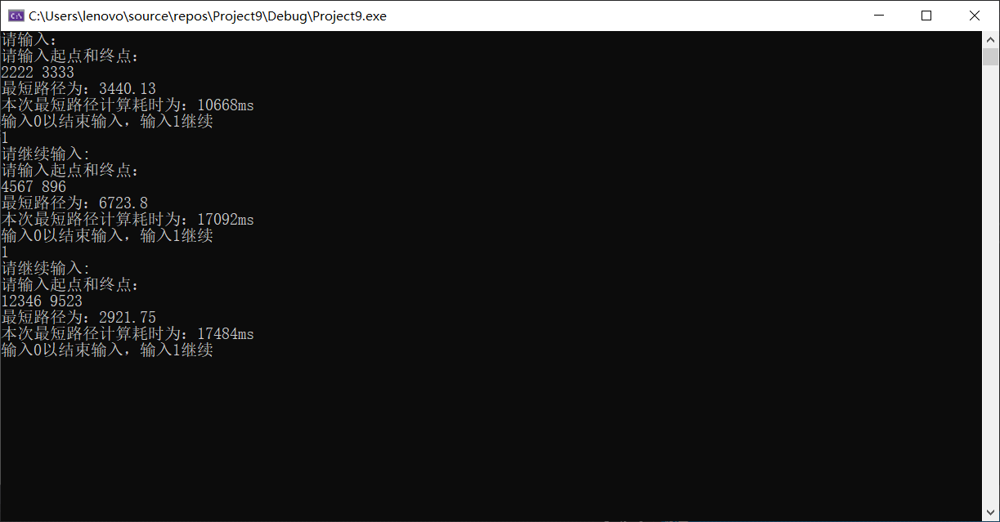 C:\Users\lenovo\source\repos\Project9\Debug\Project9.exe
请输入：
请输入起点和终点：
2222 3333
最短路径为：3440.13
本次最短路径计算耗时为：10668ms
输入0以结束输入，输入1继续
1
请继续输入：
请输入起点和终点：
4567 896
最短路径为：6723.8
本次最短路径计算耗时为：17092ms
输入0以结束输入，输入1继续
1
请继续输入：
请输入起点和终点：
12346 9523
最短路径为：2921.75
本次最短路径计算耗时为：17484ms
输入0以结束输入，输入1继续